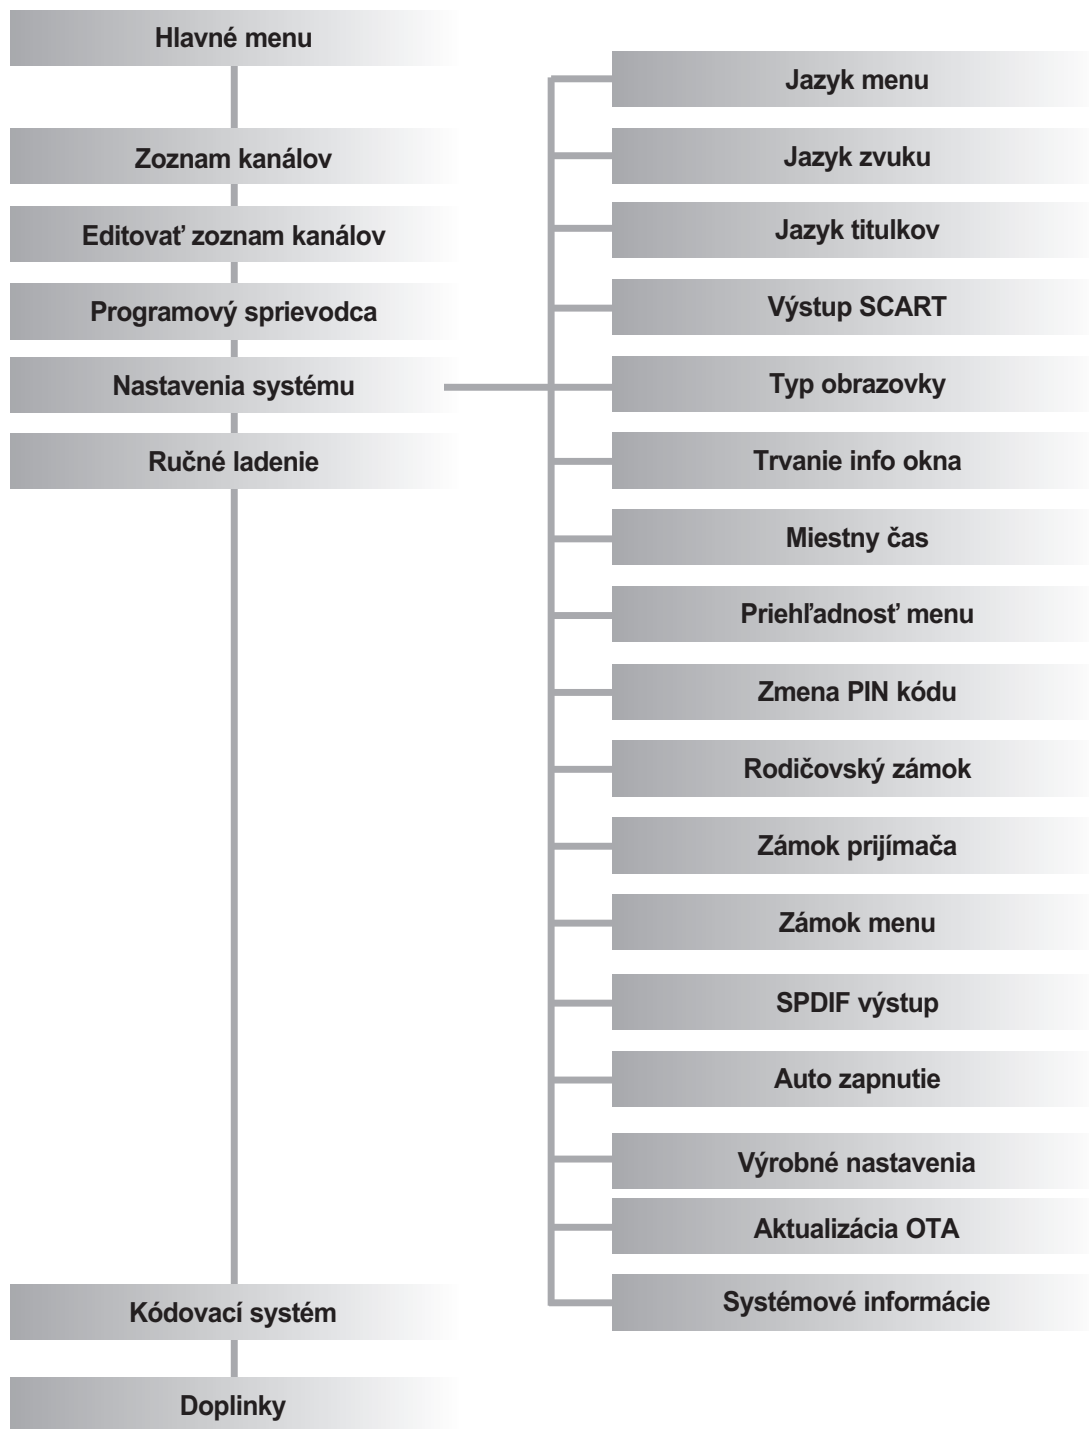 Hlavné menu
Zoznam kanálov
Editovať zoznam kanálov
Programový sprievodca
Nastavenia systému
Ručné ladenie
Kódovací systém
Doplinky
Jazyk menu
Jazyk zvuku
Jazyk titulkov
Výstup SCART
Typ obrazovky
Trvanie info okna
Miestny čas
Priehľadnosť menu
Zmena PIN kódu
Rodičovský zámok
Zámok prijímača
Zámok menu
SPDIF výstup
Auto zapnutie
Výrobné nastavenia
Aktualizácia OTA
Systémové informácie